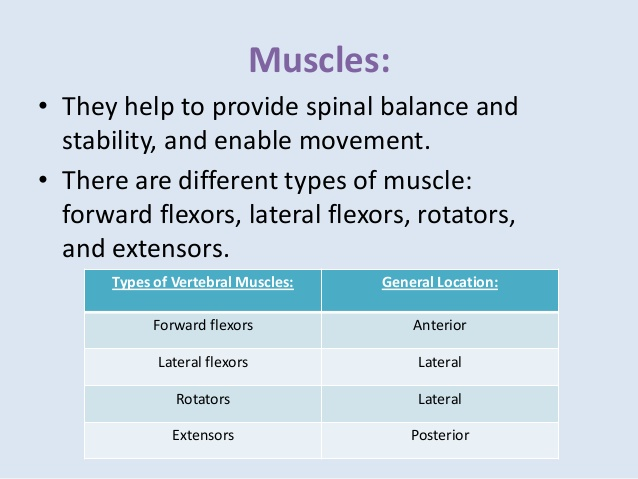 Muscles:
• They help to provide spinal balance and
stability, and enable movement.
• There are different types of muscle:
forward flexors, lateral flexors, rotators,
and extensors.
Types of Vertebral Muscles: General Location:
Forward flexors Anterior
Lateral flexors Lateral
Rotators Lateral
Extensors Posterior